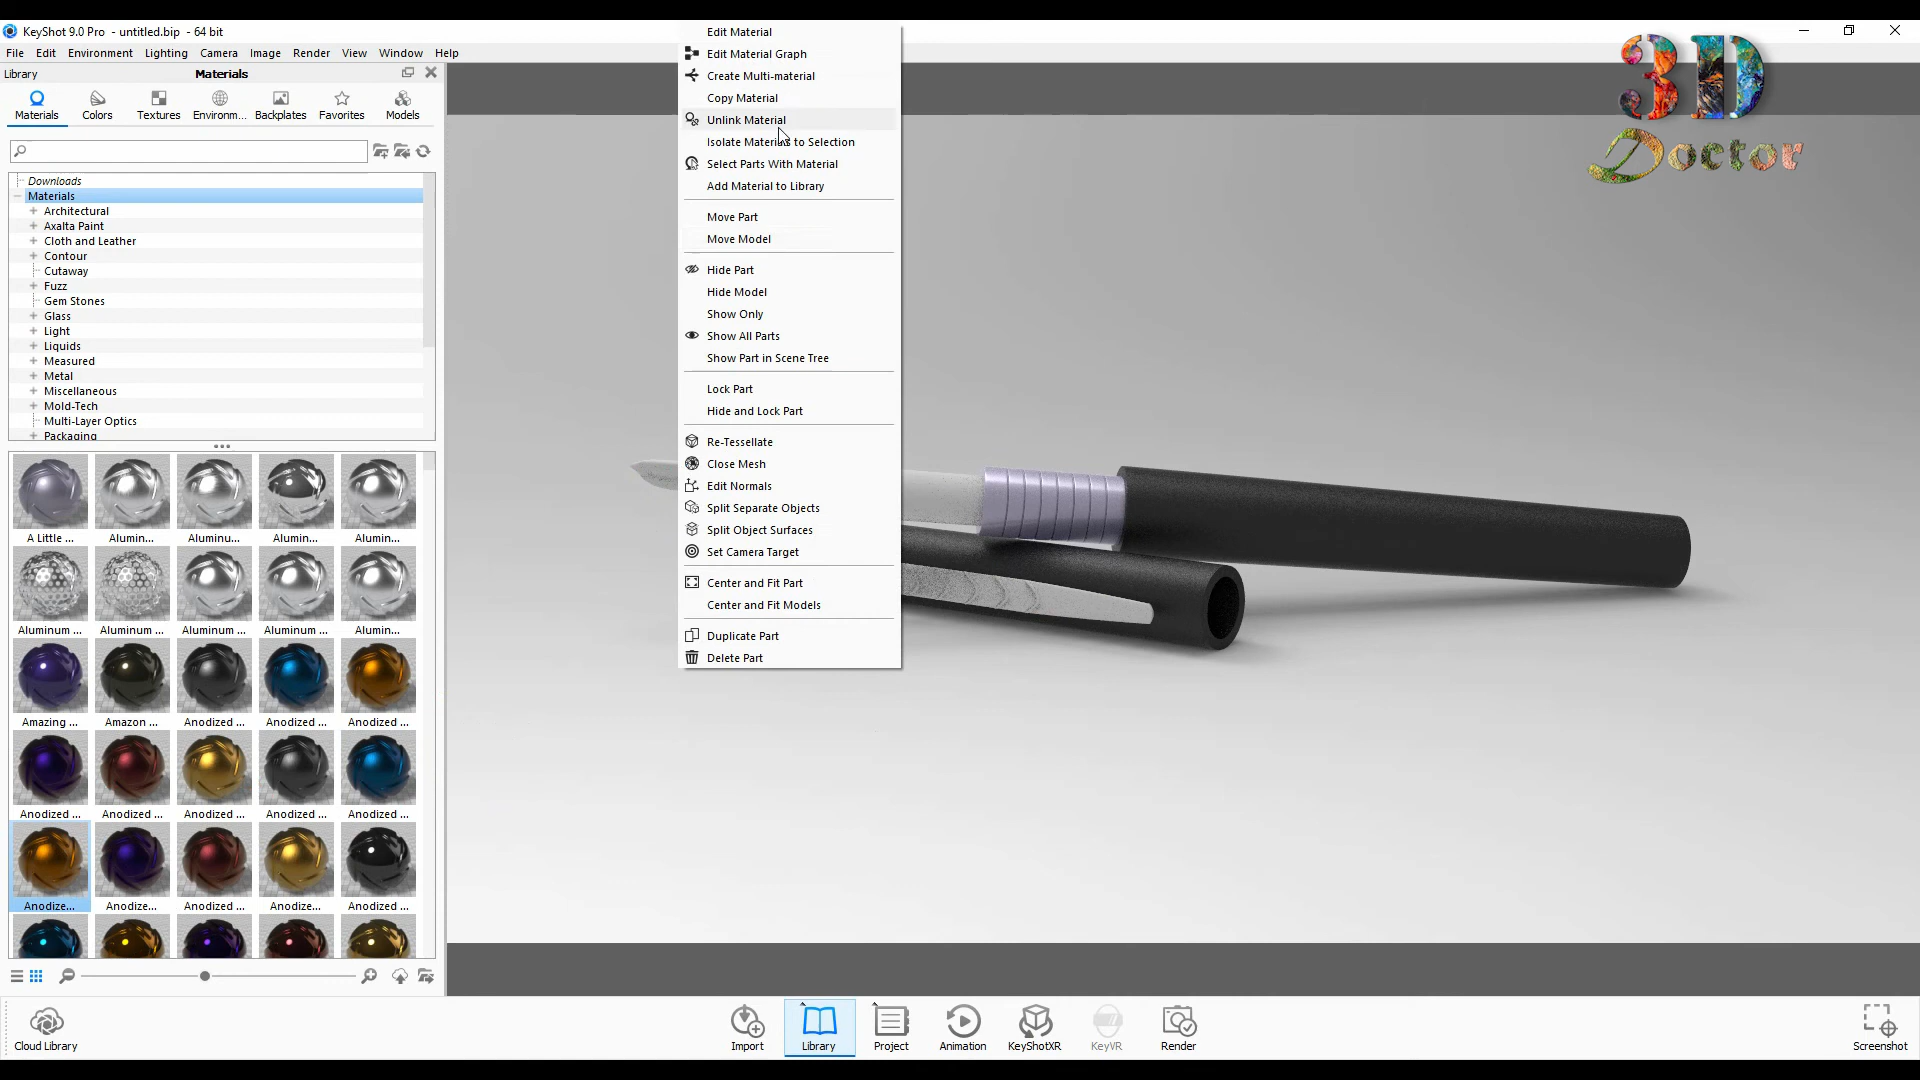 KeyShot 9.0 Pro - untitled.bip - 64 bit
File Edit Environment Lighting Camera Image Render View Window Help
Library Materials
Materials Colors Textures Environm... Backplates Favorites Models
Downloads
Materials
Architectural
Axalta Paint
Cloth and Leather
Contour
Cutaway
Fuzz
Gem Stones
Glass
Light
Liquids
Measured
Metal
Miscellaneous
Mold-Tech
Multi-Layer Optics
Packaging
A Little ... Alumin... Aluminu... Alumin... Alumin...
Aluminum ... Aluminum ... Aluminum ... Aluminum ... Alumin...
Amazing ... Amazon ... Anodized ... Anodized ... Anodized ...
Anodized ... Anodized ... Anodized ... Anodized ... Anodized ...
Anodize... Anodize... Anodized ... Anodize... Anodized ...
Edit Material
Edit Material Graph
Create Multi-material
Copy Material
Unlink Material
Isolate Materials to Selection
Select Parts With Material
Add Material to Library
Move Part
Move Model
Hide Part
Hide Model
Show Only
Show All Parts
Show Part in Scene Tree
Lock Part
Hide and Lock Part
Re-Tessellate
Close Mesh
Edit Normals
Split Separate Objects
Split Object Surfaces
Set Camera Target
Center and Fit Part
Center and Fit Models
Duplicate Part
Delete Part
3D
Doctor
Cloud Library Import Library Project Animation KeyShotXR KeyVR Render Screenshot